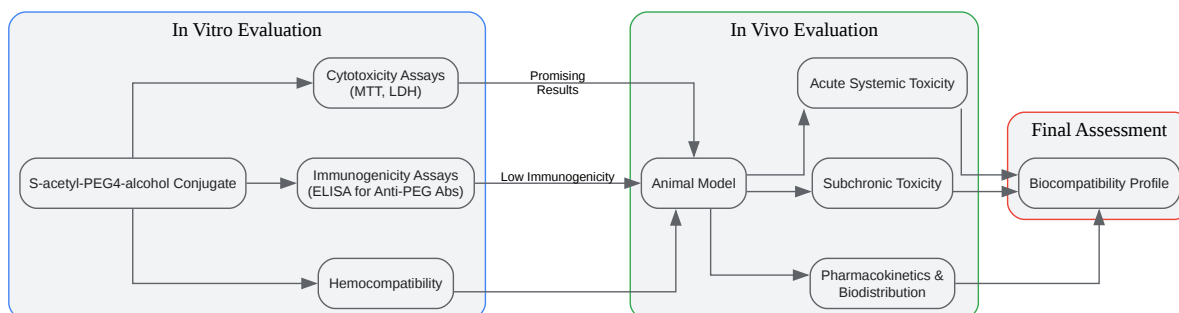 In Vitro Evaluation
S-acetyl-PEG4-alcohol Conjugate
Cytotoxicity Assays
(MTT, LDH)
Immunogenicity Assays
(ELISA for Anti-PEG Abs)
Hemocompatibility
Promising
Results
Low Immunogenicity
In Vivo Evaluation
Animal Model
Acute Systemic Toxicity
Subchronic Toxicity
Pharmacokinetics &
Biodistribution
Final Assessment
Biocompatibility Profile